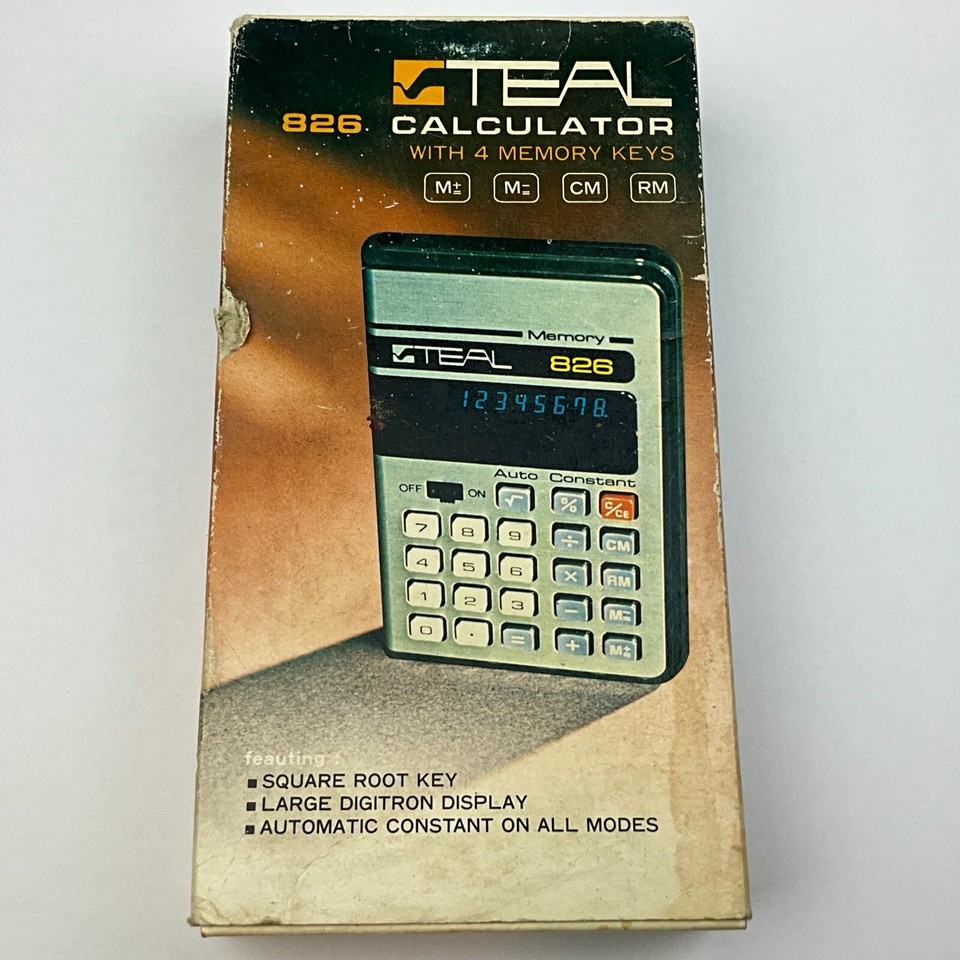 TEAL
826 CALCULATOR
WITH 4 MEMORY KEYS
M± M= CM RM
Memory
TEAL 826
12345678.
Auto Constant
OFF ON √ % C/CE
7 8 9 ÷ CM
4 5 6 × RM
1 2 3 − M=
0 . = + M±
feauting :
■ SQUARE ROOT KEY
■ LARGE DIGITRON DISPLAY
■ AUTOMATIC CONSTANT ON ALL MODES